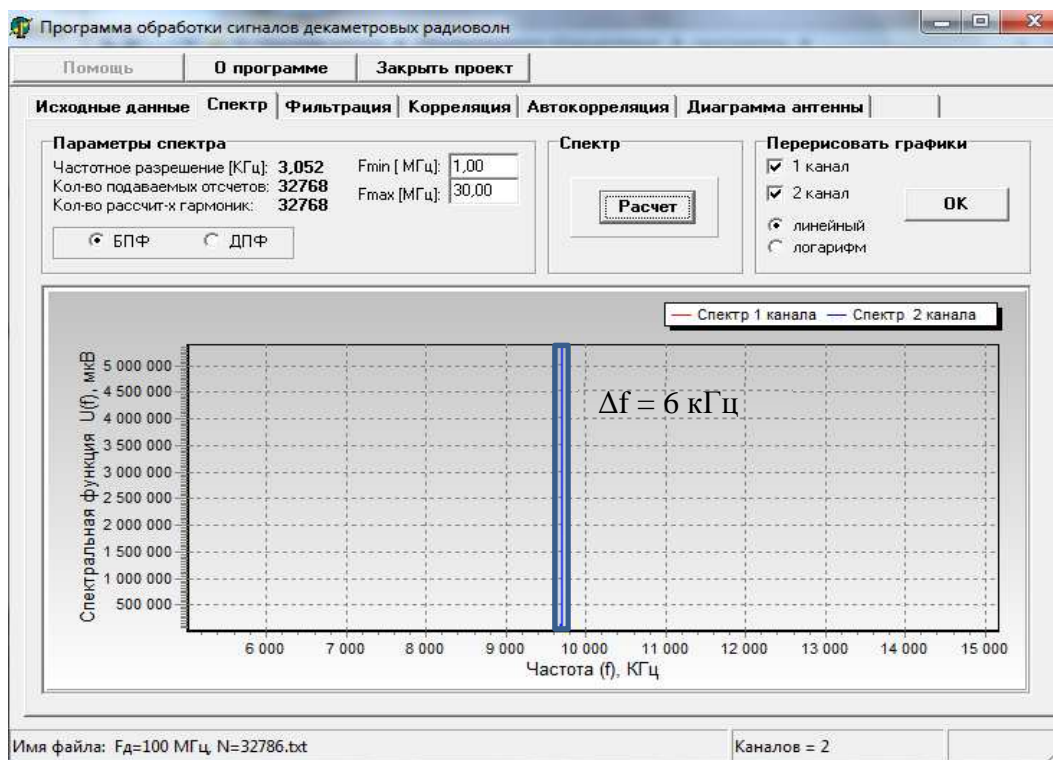 Программа обработки сигналов декаметровых радиоволн
Помощь О программе Закрыть проект
Исходные данные Спектр Фильтрация Корреляция Автокорреляция Диаграмма антенны
Параметры спектра
Частотное разрешение [КГц]: 3,052
Кол-во подаваемых отсчетов: 32768
Кол-во рассчит-х гармоник: 32768
Fmin [ МГц]: 1,00
Fmax [МГц]: 30,00
БПФ ДПФ
Спектр
Расчет
Перерисовать графики
1 канал
2 канал
линейный
логарифм
OK
Спектр 1 канала Спектр 2 канала
Спектральная функция U(f), мкВ
5 000 000
4 500 000
4 000 000
3 500 000
3 000 000
2 500 000
2 000 000
1 500 000
1 000 000
500 000
Δf = 6 кГц
6 000 7 000 8 000 9 000 10 000 11 000 12 000 13 000 14 000 15 000
Частота (f), КГц
Имя файла: Fд=100 МГц, N=32786.txt
Каналов = 2